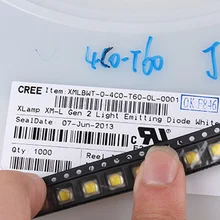 4C0-T60
CREE Item:XMLBWT-0-4C0-T60-0L-0001
XLamp XM-L Gen 2 Light Emitting Diode White
SealDate 07-Jun-2013
Qty 1000